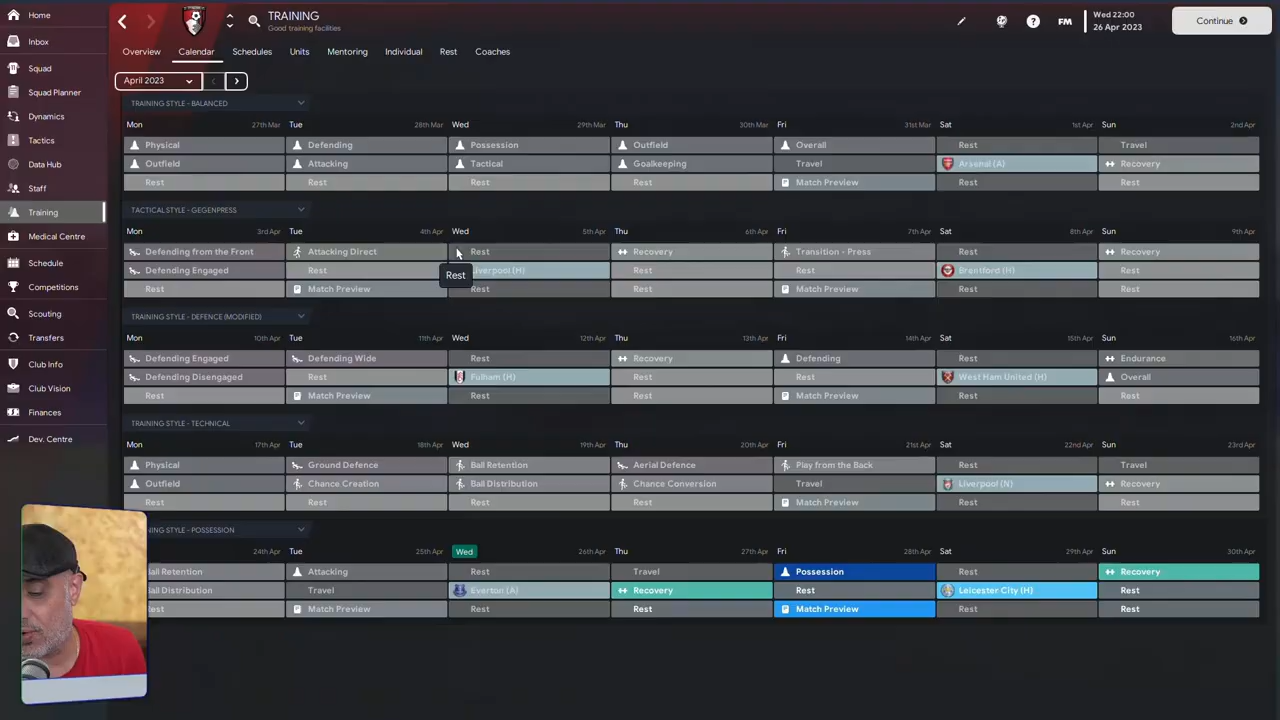 Home
Inbox
Squad
Squad Planner
Dynamics
Tactics
Data Hub
Staff
Training
Medical Centre
Schedule
Competitions
Scouting
Transfers
Club Info
Club Vision
Finances
Dev. Centre
TRAINING
Good training facilities
FM
Wed 22:00
26 Apr 2023
Continue
Overview Calendar Schedules Units Mentoring Individual Rest Coaches
April 2023
TRAINING STYLE - BALANCED
Mon 27th Mar Tue 28th Mar Wed 29th Mar Thu 30th Mar Fri 31st Mar Sat 1st Apr Sun 2nd Apr
Physical Defending Possession Outfield Overall Rest Travel
Outfield Attacking Tactical Goalkeeping Travel Arsenal (A) Recovery
Rest Rest Rest Rest Match Preview Rest Rest
TACTICAL STYLE - GEGENPRESS
Mon 3rd Apr Tue 4th Apr Wed 5th Apr Thu 6th Apr Fri 7th Apr Sat 8th Apr Sun 9th Apr
Defending from the Front Attacking Direct Rest Recovery Transition - Press Rest Recovery
Defending Engaged Rest Liverpool (H) Rest Rest Brentford (H) Rest
Rest
Rest Match Preview Rest Rest Match Preview Rest Rest
TRAINING STYLE - DEFENCE (MODIFIED)
Mon 10th Apr Tue 11th Apr Wed 12th Apr Thu 13th Apr Fri 14th Apr Sat 15th Apr Sun 16th Apr
Defending Engaged Defending Wide Rest Recovery Defending Rest Endurance
Defending Disengaged Rest Fulham (H) Rest Rest West Ham United (H) Overall
Rest Match Preview Rest Rest Match Preview Rest Rest
TRAINING STYLE - TECHNICAL
Mon 17th Apr Tue 18th Apr Wed 19th Apr Thu 20th Apr Fri 21st Apr Sat 22nd Apr Sun 23rd Apr
Physical Ground Defence Ball Retention Aerial Defence Play from the Back Rest Travel
Outfield Chance Creation Ball Distribution Chance Conversion Travel Liverpool (N) Recovery
Rest Rest Rest Rest Match Preview Rest Rest
NING STYLE - POSSESSION
24th Apr Tue 25th Apr Wed 26th Apr Thu 27th Apr Fri 28th Apr Sat 29th Apr Sun 30th Apr
Ball Retention Attacking Rest Travel Possession Rest Recovery
Ball Distribution Travel Everton (A) Recovery Rest Leicester City (H) Rest
Rest Match Preview Rest Rest Match Preview Rest Rest